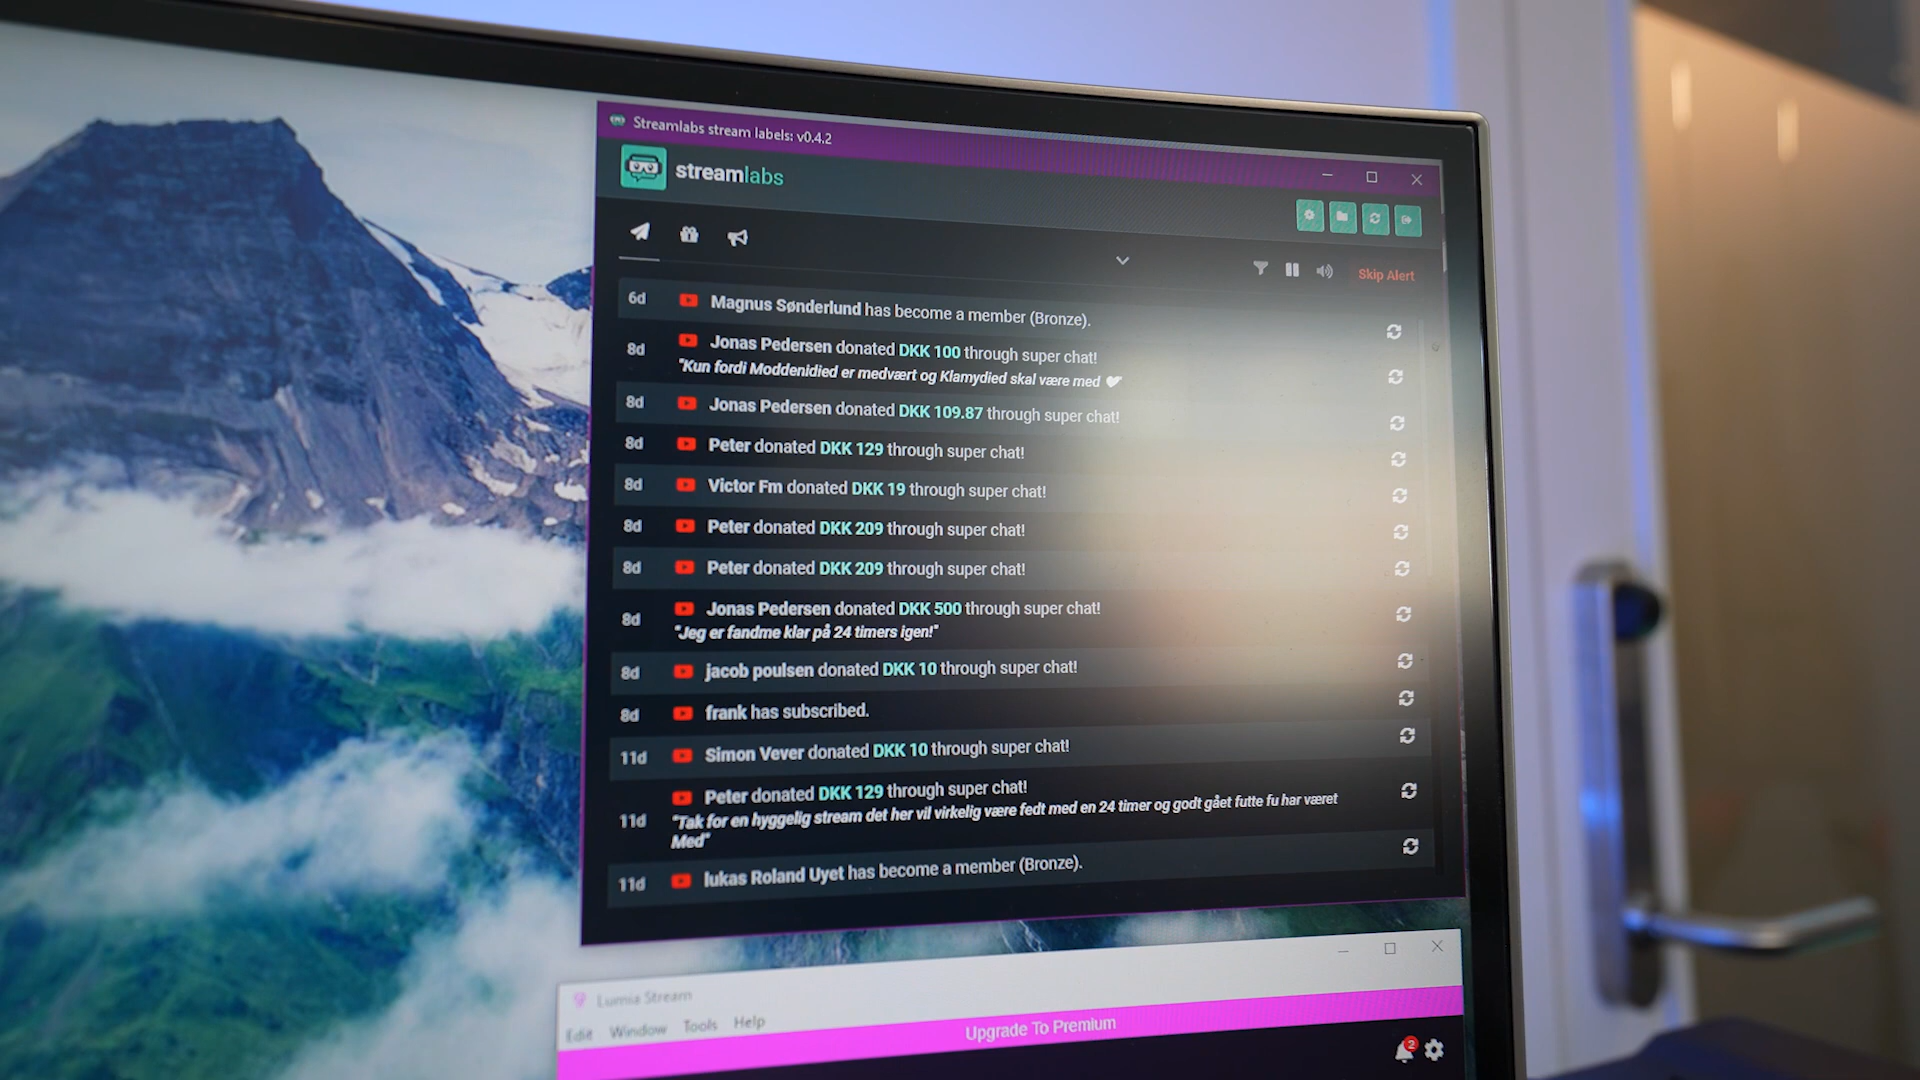 Streamlabs stream labels: v0.4.2
streamlabs
Skip Alert
6d Magnus Sønderlund has become a member (Bronze).
8d Jonas Pedersen donated DKK 100 through super chat!
"Kun fordi Moddenidied er medvært og Klamydied skal være med
8d Jonas Pedersen donated DKK 109.87 through super chat!
8d Peter donated DKK 129 through super chat!
8d Victor Fm donated DKK 19 through super chat!
8d Peter donated DKK 209 through super chat!
8d Peter donated DKK 209 through super chat!
8d Jonas Pedersen donated DKK 500 through super chat!
"Jeg er fandme klar på 24 timers igen!"
8d jacob poulsen donated DKK 10 through super chat!
8d frank has subscribed.
11d Simon Vever donated DKK 10 through super chat!
11d Peter donated DKK 129 through super chat!
"Tak for en hyggelig stream det her vil virkelig være fedt med en 24 timer og godt gået futte fu har været
Med"
11d lukas Roland Uyet has become a member (Bronze).
Lumia Stream
Edit Window Tools Help
Upgrade To Premium
2